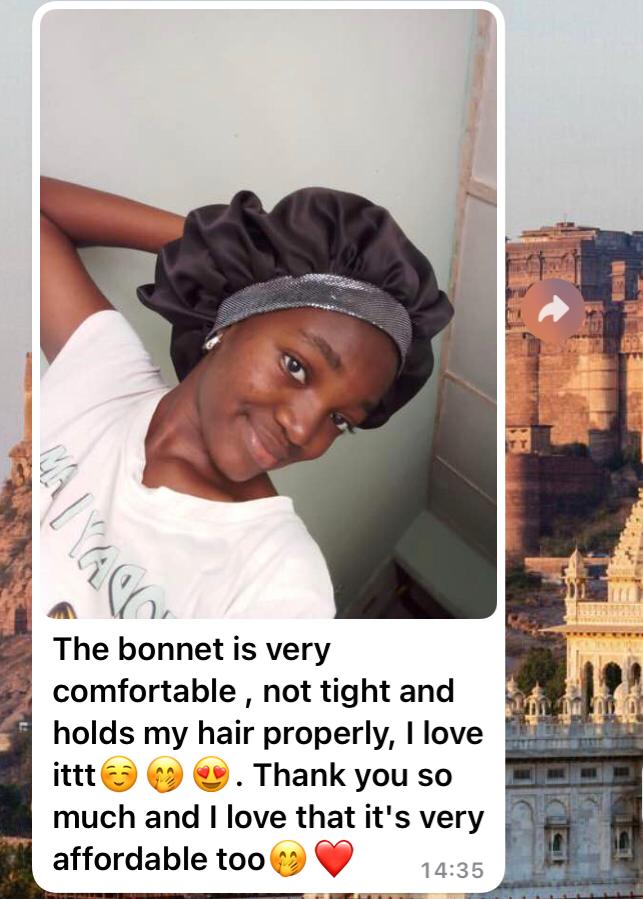 The bonnet is very
comfortable , not tight and
holds my hair properly, I love
ittt☺️ 🤭 😍. Thank you so
much and I love that it's very
affordable too🤭 ❤️
14:35